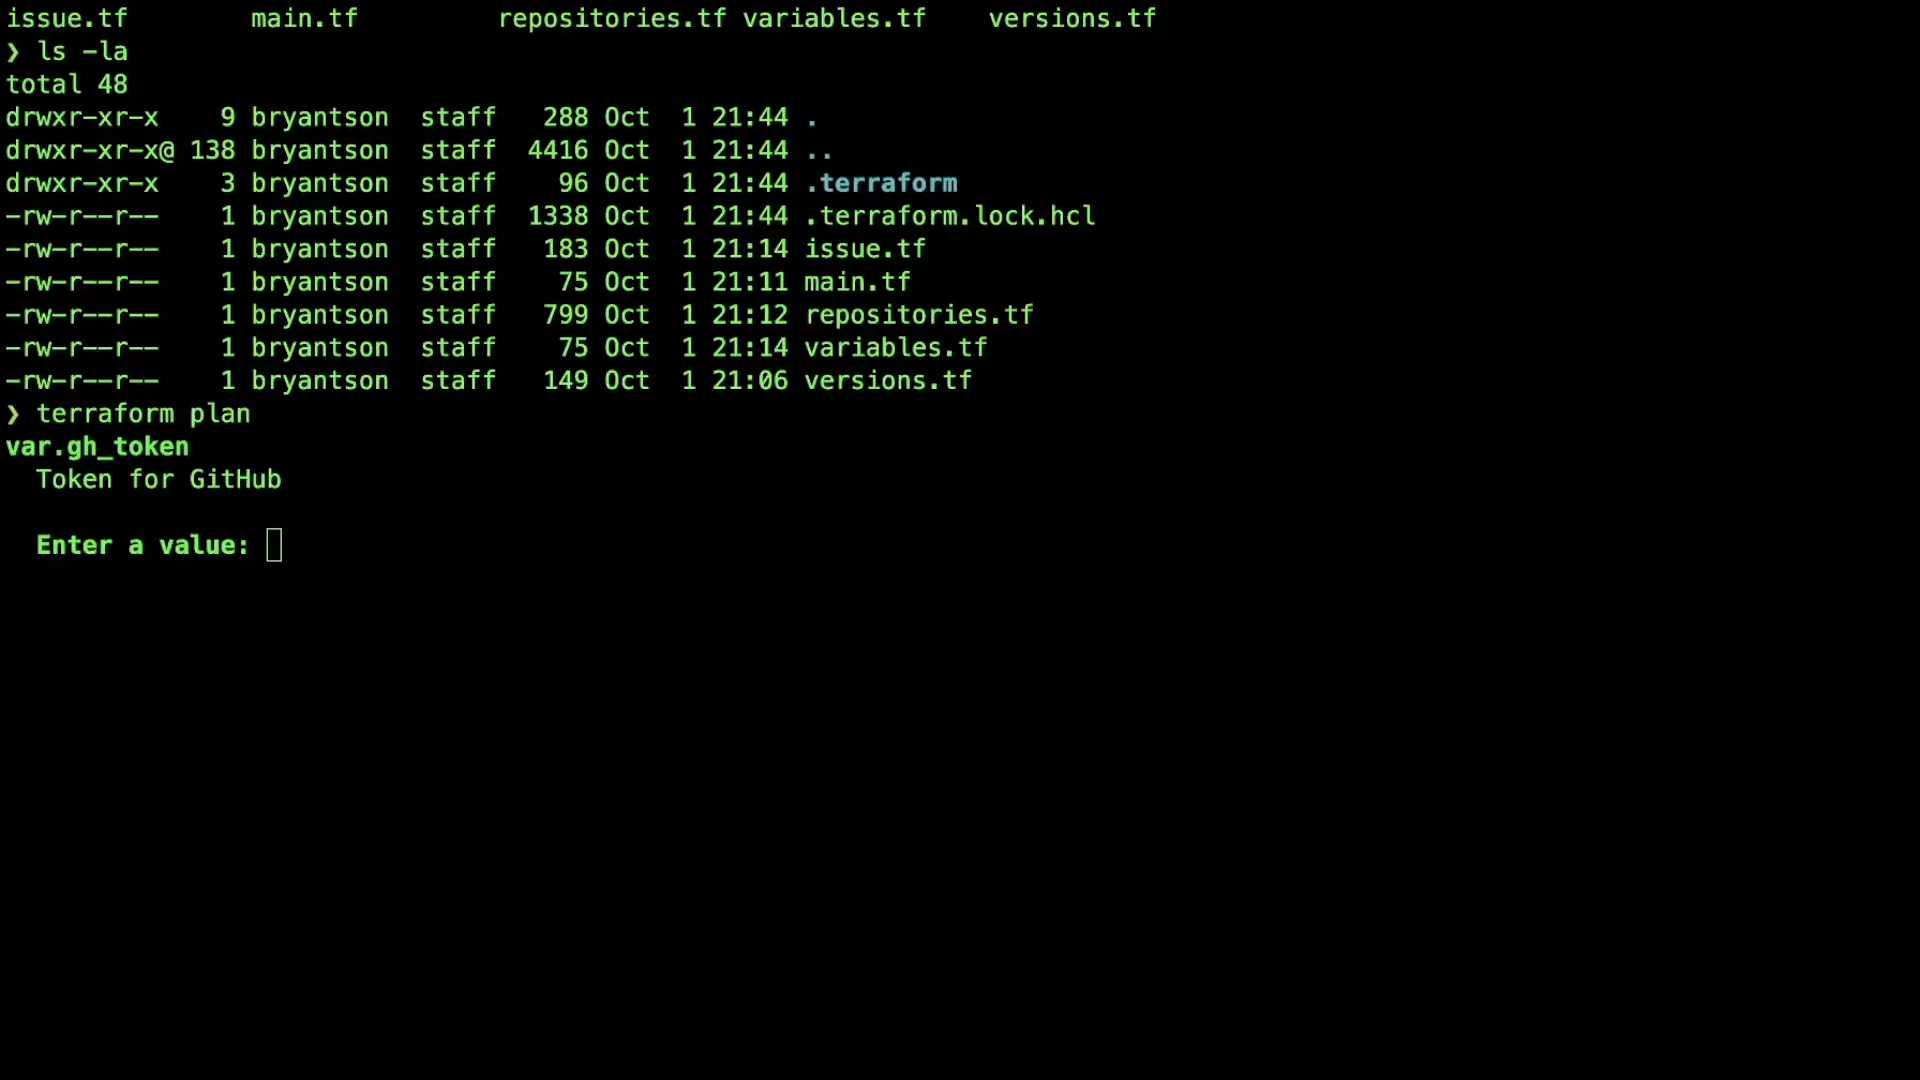 issue.tf        main.tf         repositories.tf variables.tf    versions.tf
❯ ls -la
total 48
drwxr-xr-x    9 bryantson  staff   288 Oct  1 21:44 .
drwxr-xr-x@ 138 bryantson  staff  4416 Oct  1 21:44 ..
drwxr-xr-x    3 bryantson  staff    96 Oct  1 21:44 .terraform
-rw-r--r--    1 bryantson  staff  1338 Oct  1 21:44 .terraform.lock.hcl
-rw-r--r--    1 bryantson  staff   183 Oct  1 21:14 issue.tf
-rw-r--r--    1 bryantson  staff    75 Oct  1 21:11 main.tf
-rw-r--r--    1 bryantson  staff   799 Oct  1 21:12 repositories.tf
-rw-r--r--    1 bryantson  staff    75 Oct  1 21:14 variables.tf
-rw-r--r--    1 bryantson  staff   149 Oct  1 21:06 versions.tf
❯ terraform plan
var.gh_token
  Token for GitHub
  Enter a value: